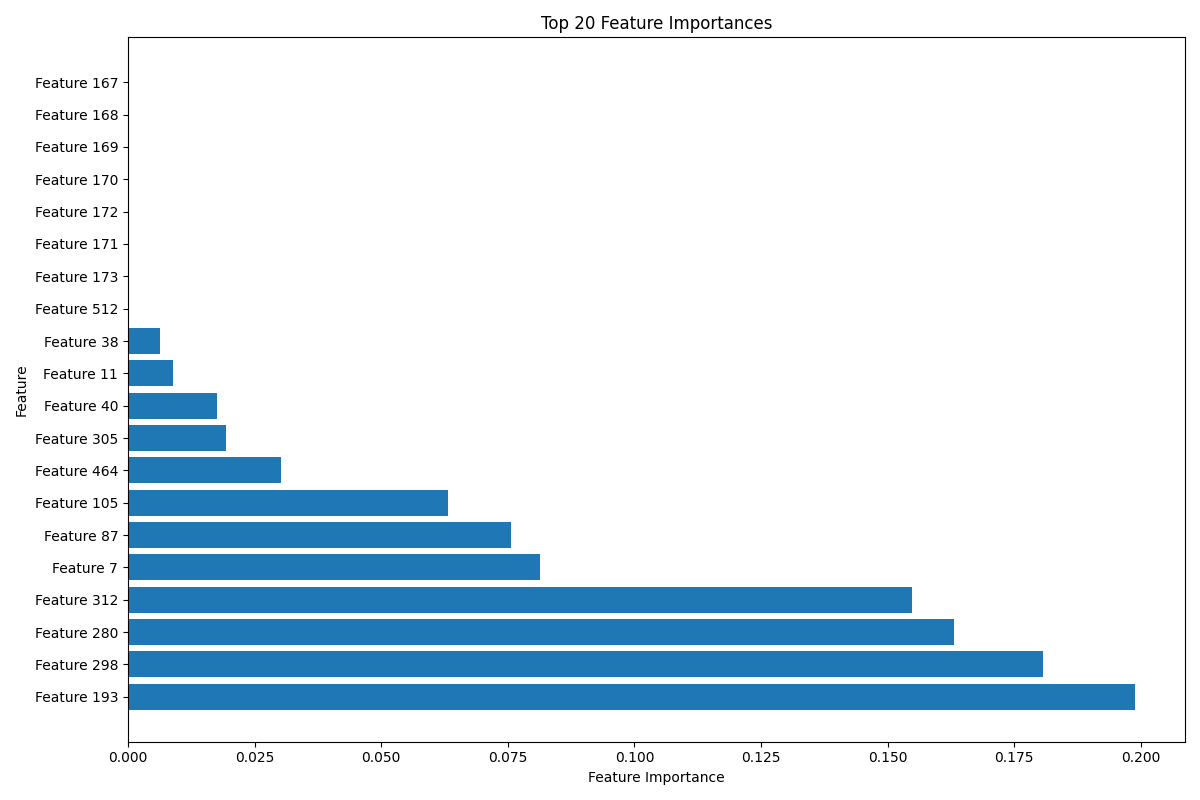 Top 20 Feature Importances
Feature 167
Feature 168
Feature 169
Feature 170
Feature 172
Feature 171
Feature 173
Feature 512
Feature 38
Feature 11
Feature 40
Feature 305
Feature 464
Feature 105
Feature 87
Feature 7
Feature 312
Feature 280
Feature 298
Feature 193
Feature
0.000 0.025 0.050 0.075 0.100 0.125 0.150 0.175 0.200
Feature Importance